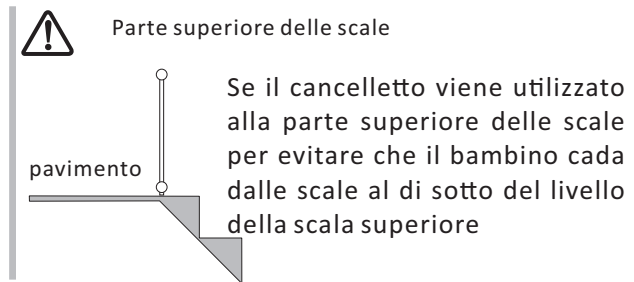 Parte superiore delle scale
Se il cancelletto viene utilizzato
alla parte superiore delle scale
per evitare che il bambino cada
dalle scale al di sotto del livello
della scala superiore
pavimento